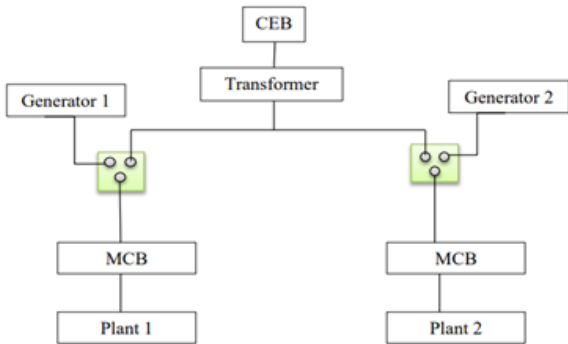 CEB
Transformer
Generator 1
Generator 2
MCB
MCB
Plant 1
Plant 2